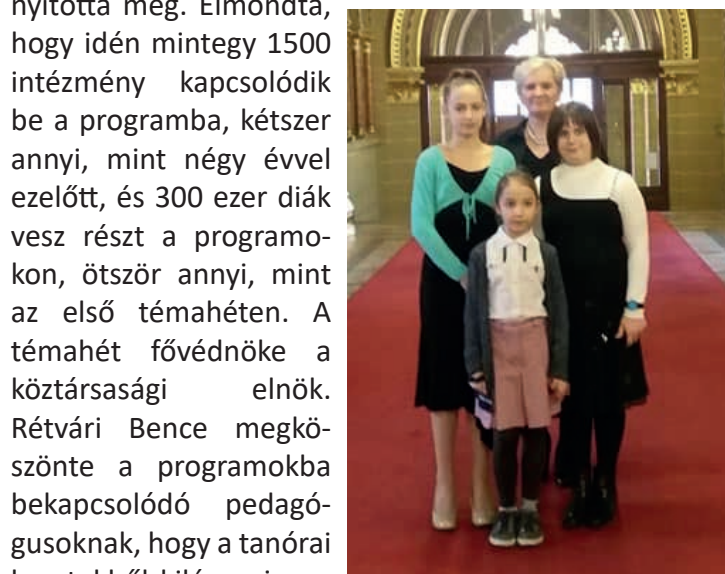 nyitotta meg. Elmondta,
hogy idén mintegy 1500
intézmény kapcsolódik
be a programba, kétszer
annyi, mint négy évvel
ezelőtt, és 300 ezer diák
vesz részt a programo-
kon, ötször annyi, mint
az első témahéten. A
témahét fővédnöke a
köztársasági elnök.
Rétvári Bence megkö-
szönte a programokba
bekapcsolódó pedagó-
gusoknak, hogy a tanórai